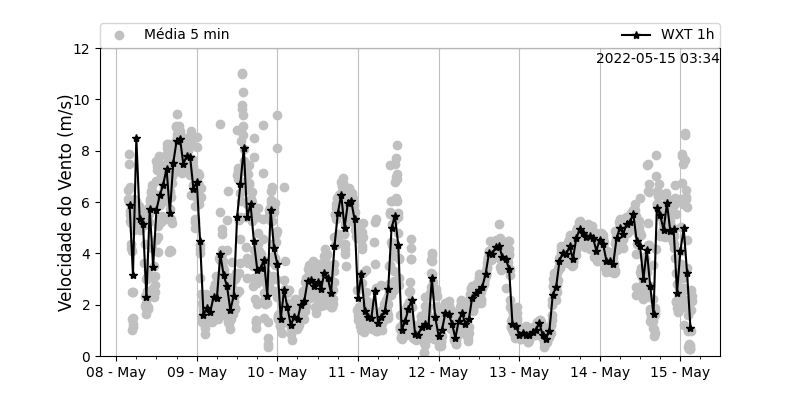 Média 5 min
WXT 1h
2022-05-15 03:34
Velocidade do Vento (m/s)
12
10
8
6
4
2
0
08 - May
09 - May
10 - May
11 - May
12 - May
13 - May
14 - May
15 - May